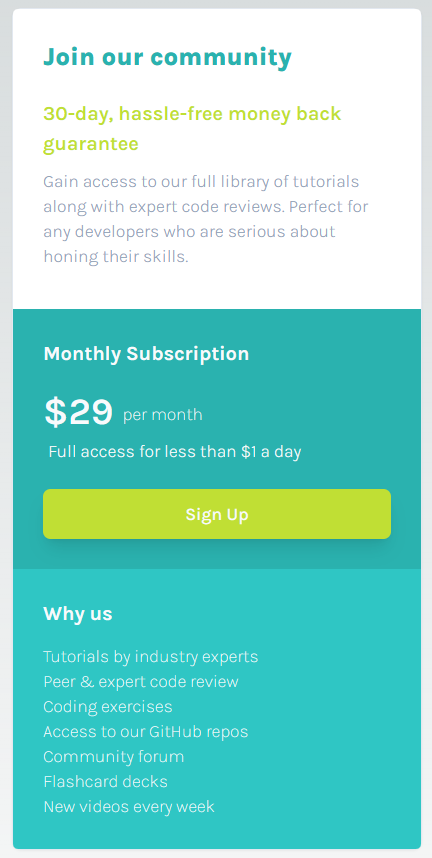 Join our community
30-day, hassle-free money back
guarantee
Gain access to our full library of tutorials
along with expert code reviews. Perfect for
any developers who are serious about
honing their skills.
Monthly Subscription
$29 per month
Full access for less than $1 a day
Sign Up
Why us
Tutorials by industry experts
Peer & expert code review
Coding exercises
Access to our GitHub repos
Community forum
Flashcard decks
New videos every week